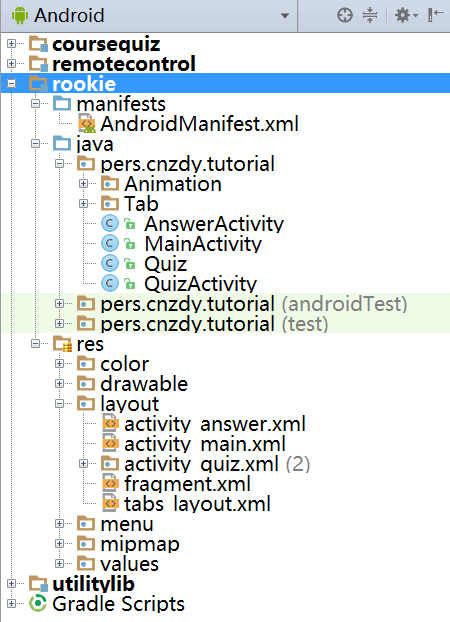 Android
coursequiz
remotecontrol
rookie
manifests
AndroidManifest.xml
java
pers.cnzdy.tutorial
Animation
Tab
AnswerActivity
MainActivity
Quiz
QuizActivity
pers.cnzdy.tutorial (androidTest)
pers.cnzdy.tutorial (test)
res
color
drawable
layout
activity_answer.xml
activity_main.xml
activity_quiz.xml (2)
fragment.xml
tabs_layout.xml
menu
mipmap
values
utilitylib
Gradle Scripts